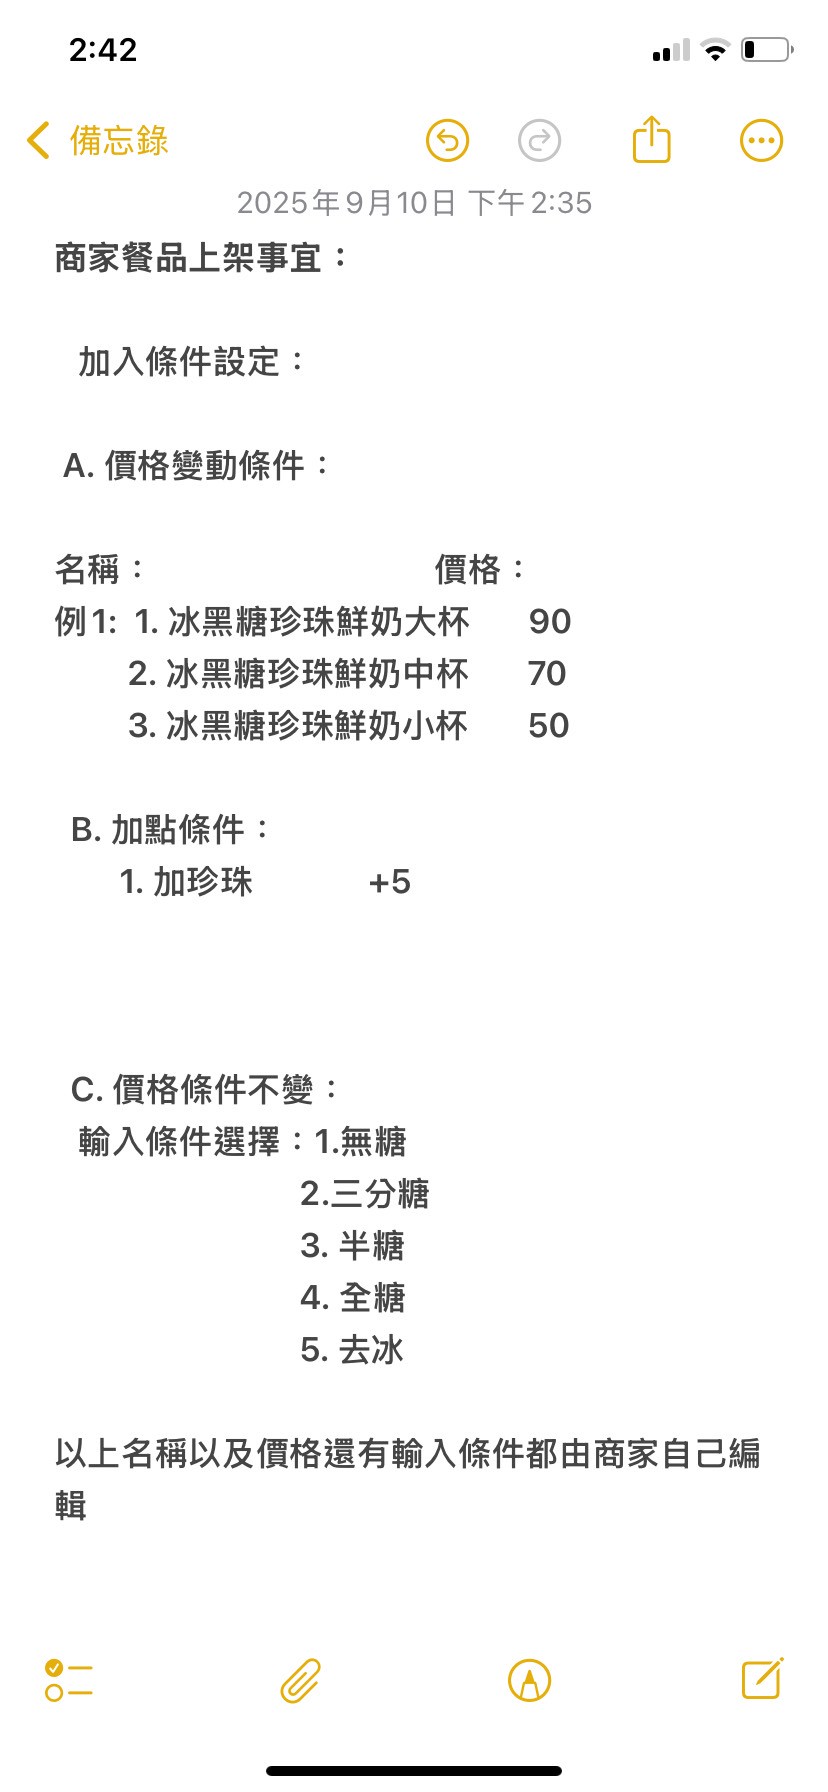 2:42
備忘錄
2025年9月10日 下午2:35
商家餐品上架事宜：
加入條件設定：
A. 價格變動條件：
名稱： 價格：
例1: 1. 冰黑糖珍珠鮮奶大杯 90
2. 冰黑糖珍珠鮮奶中杯 70
3. 冰黑糖珍珠鮮奶小杯 50
B. 加點條件：
1. 加珍珠 +5
C. 價格條件不變：
輸入條件選擇：1.無糖
2.三分糖
3. 半糖
4. 全糖
5. 去冰
以上名稱以及價格還有輸入條件都由商家自己編
輯